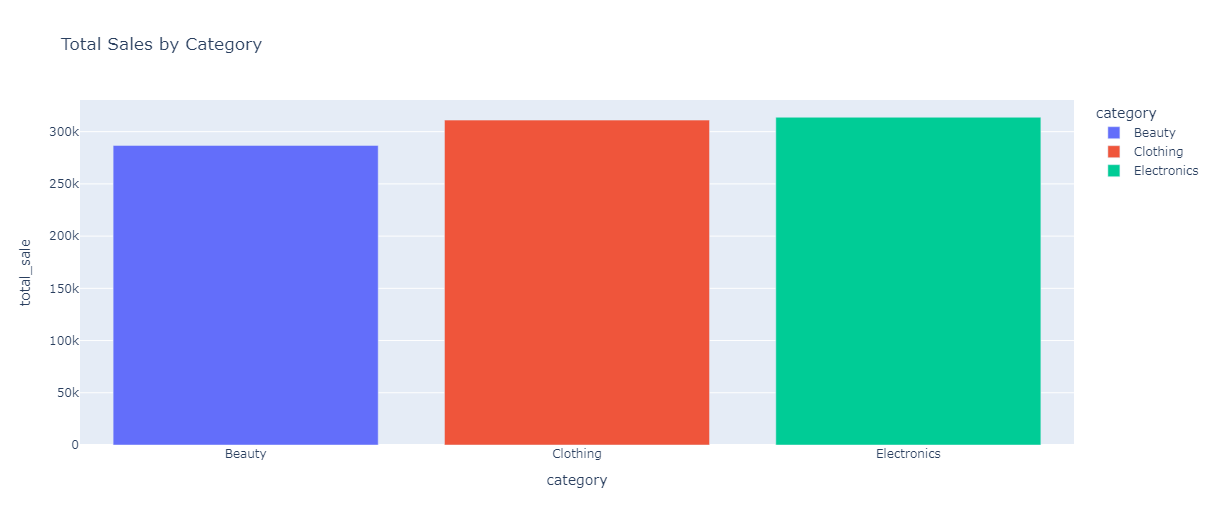 Total Sales by Category
category
Beauty
Clothing
Electronics
300k
250k
200k
150k
100k
50k
0
total_sale
Beauty
Clothing
Electronics
category